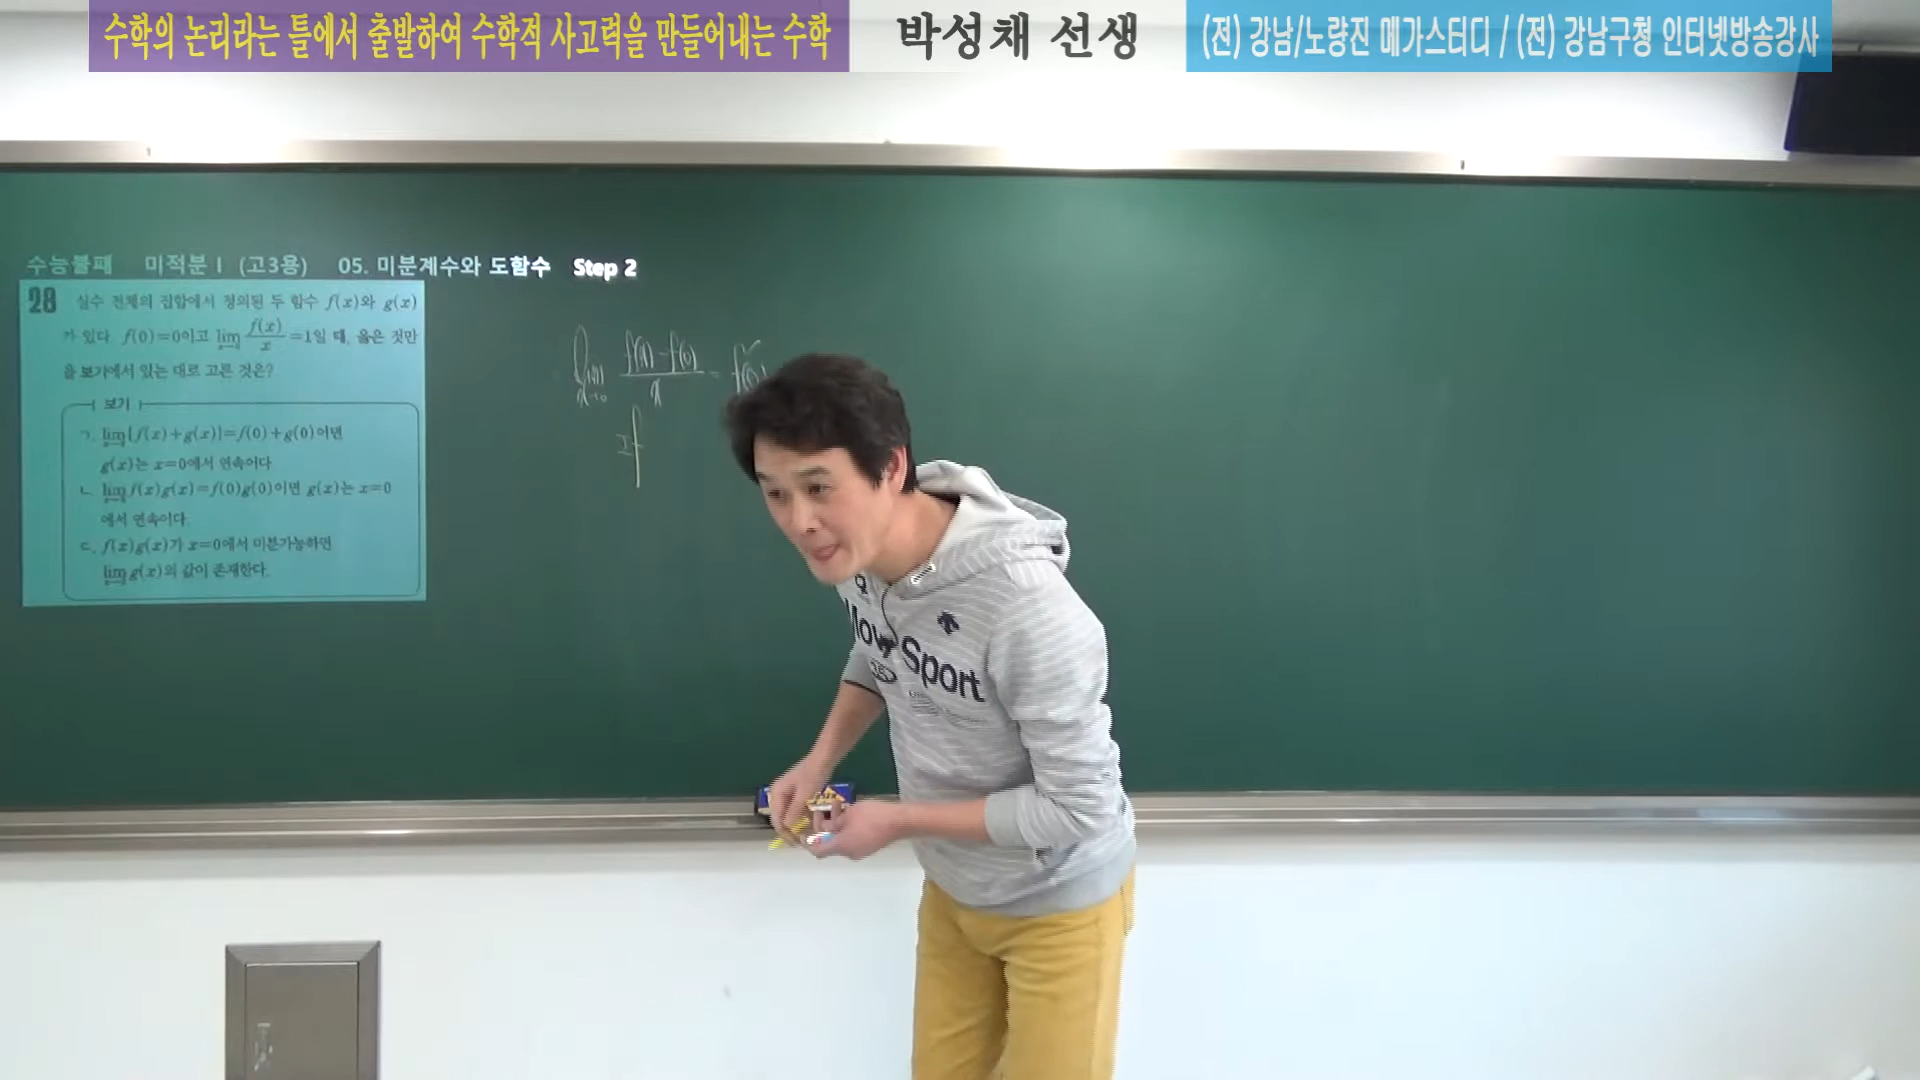 수학의 논리라는 틀에서 출발하여 수학적 사고력을 만들어내는 수학
박성채 선생
(전) 강남/노량진 메가스터디 / (전) 강남구청 인터넷방송강사
수능불패 미적분 I (고3용) 05. 미분계수와 도함수 Step 2
28 실수 전체의 집합에서 정의된 두 함수 f(x)와 g(x)
가 있다. f(0)=0이고 lim f(x)/x =1일 때, 옳은 것만
을 보기에서 있는 대로 고른 것은?
보기
ㄱ. lim{f(x)+g(x)}=f(0)+g(0)이면
g(x)는 x=0에서 연속이다.
ㄴ. lim f(x)g(x)=f(0)g(0)이면 g(x)는 x=0
에서 연속이다.
ㄷ. f(x)g(x)가 x=0에서 미분가능하면
lim g(x)의 값이 존재한다.
lim x→0 f(x)-f(0)/x = f'(0)
Move Sport